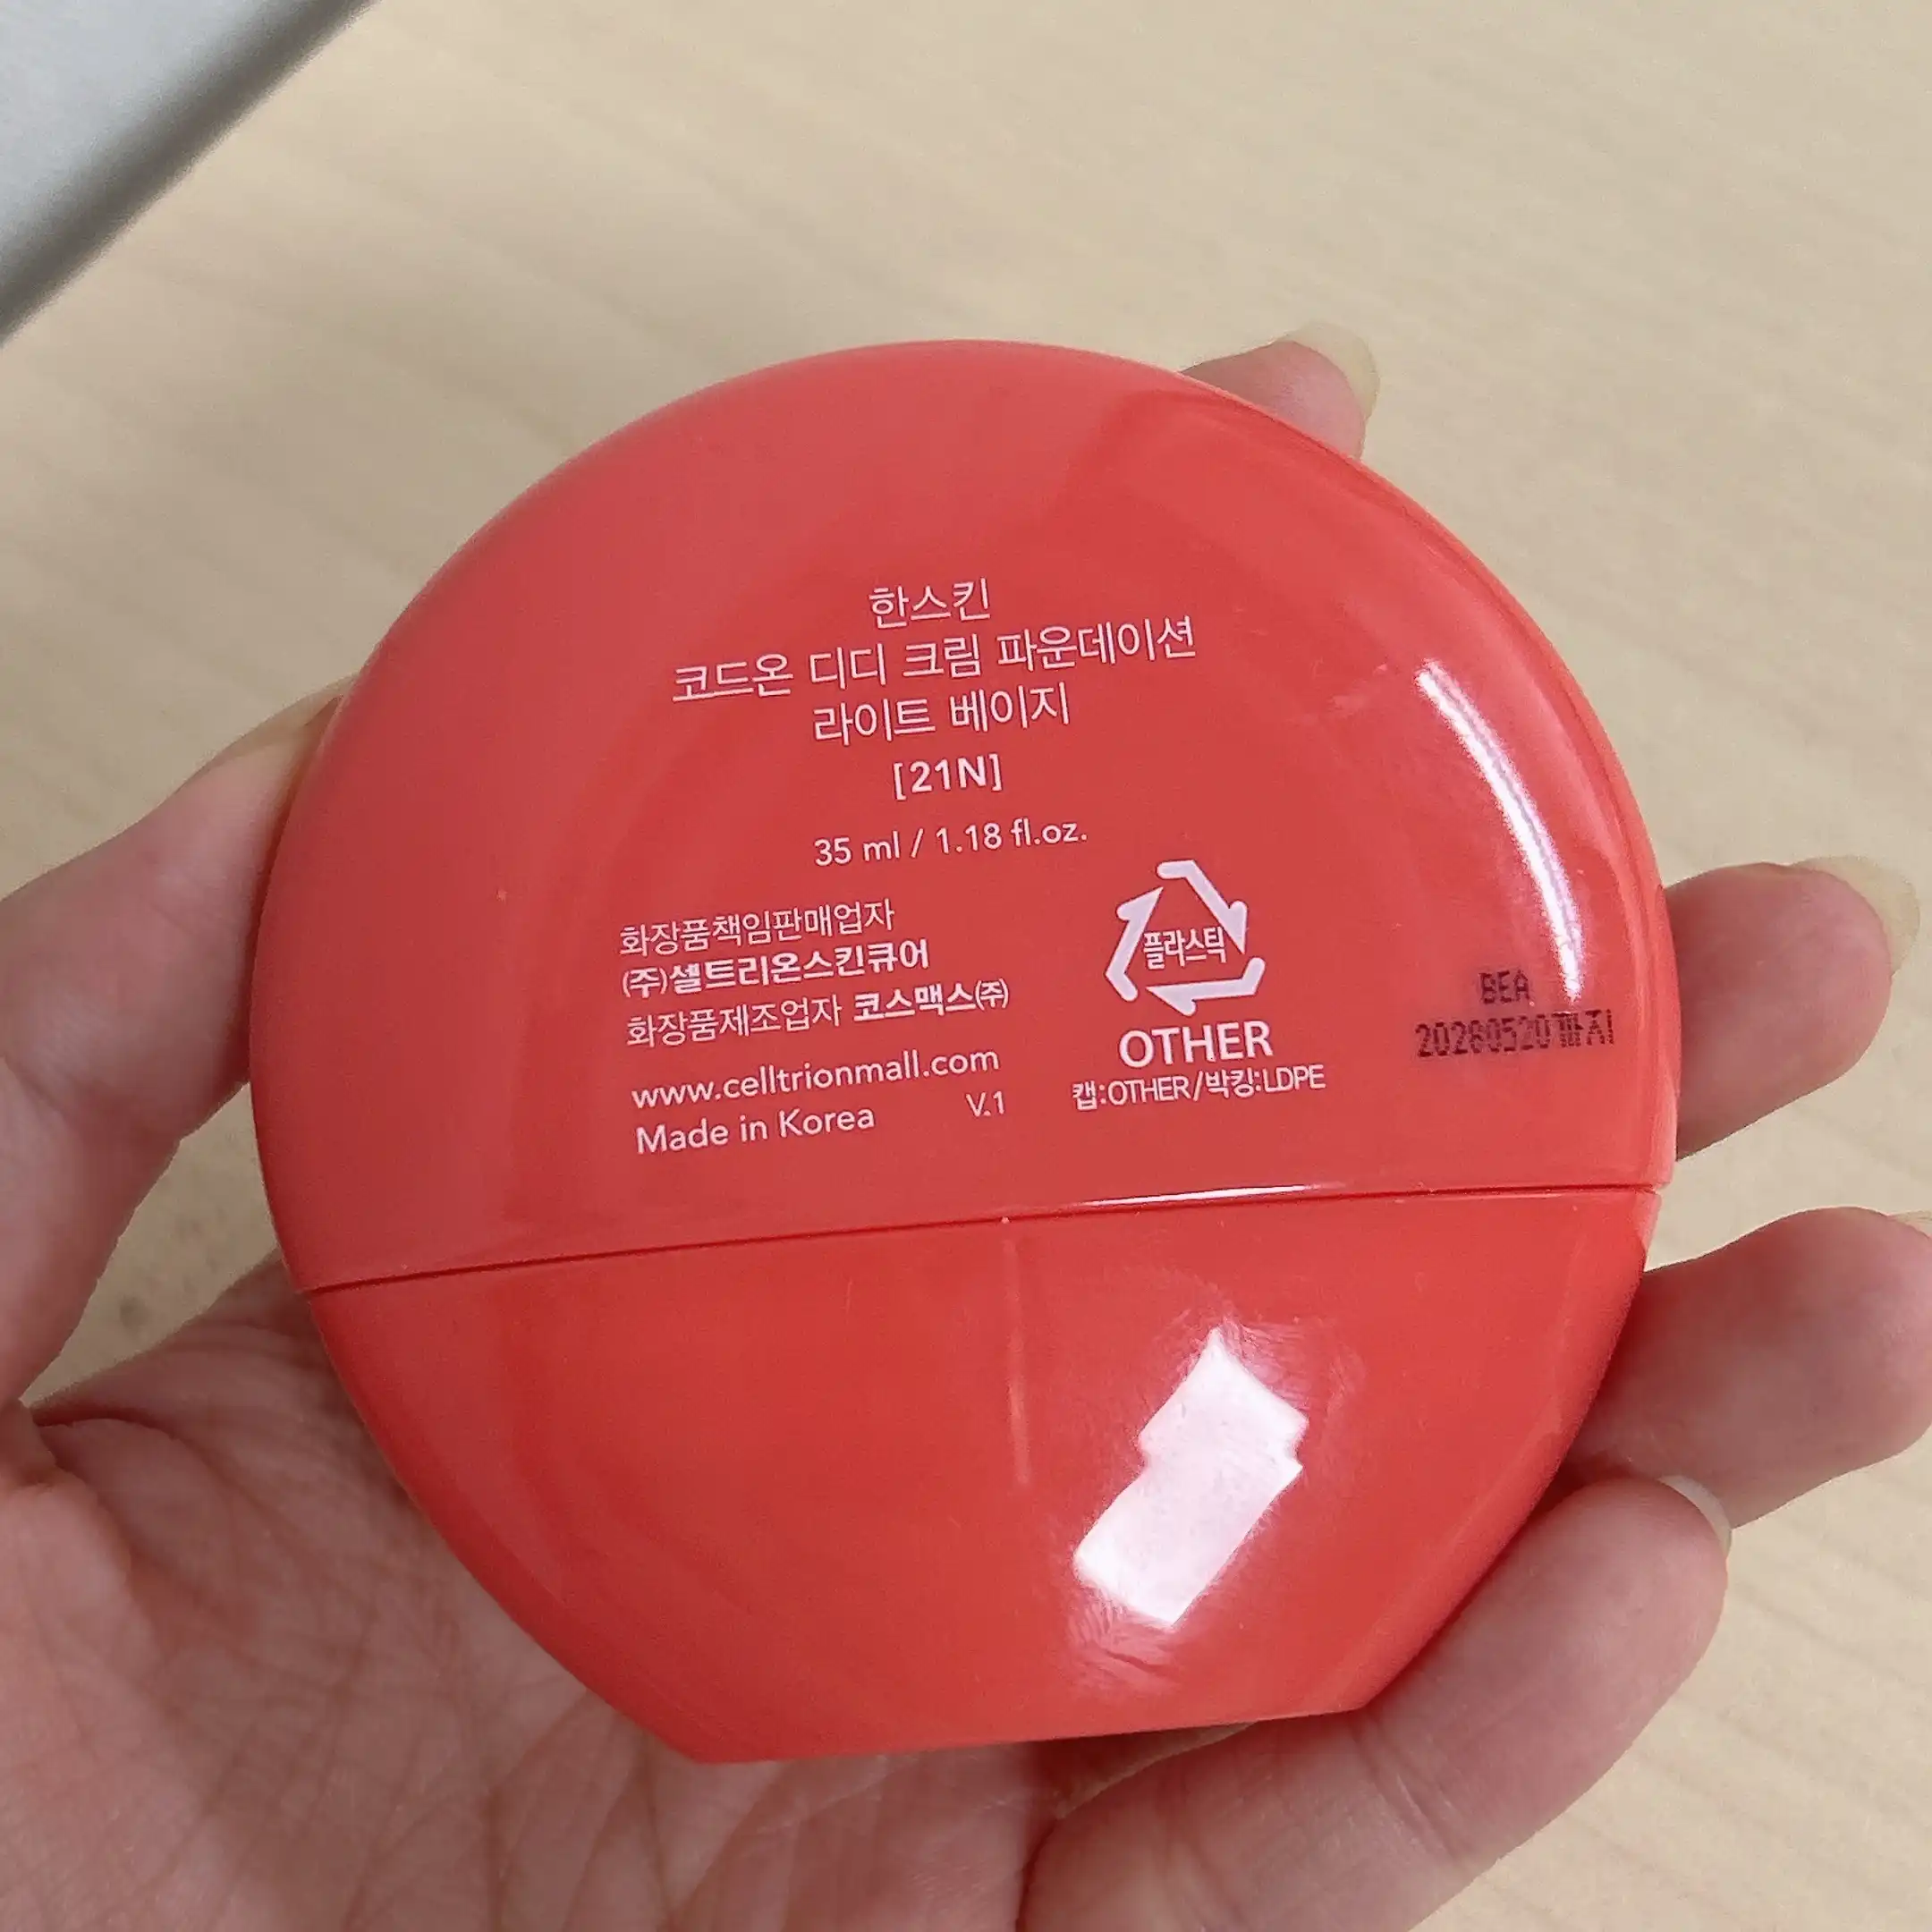 한스킨
코드온 디디 크림 파운데이션
라이트 베이지
[21N]
35 ml / 1.18 fl.oz.
화장품책임판매업자
(주)셀트리온스킨큐어
화장품제조업자 코스맥스(주)
www.celltrionmall.com
Made in Korea V.1
플라스틱
OTHER
캡:OTHER/박킹:LDPE
BEA
20260520까지